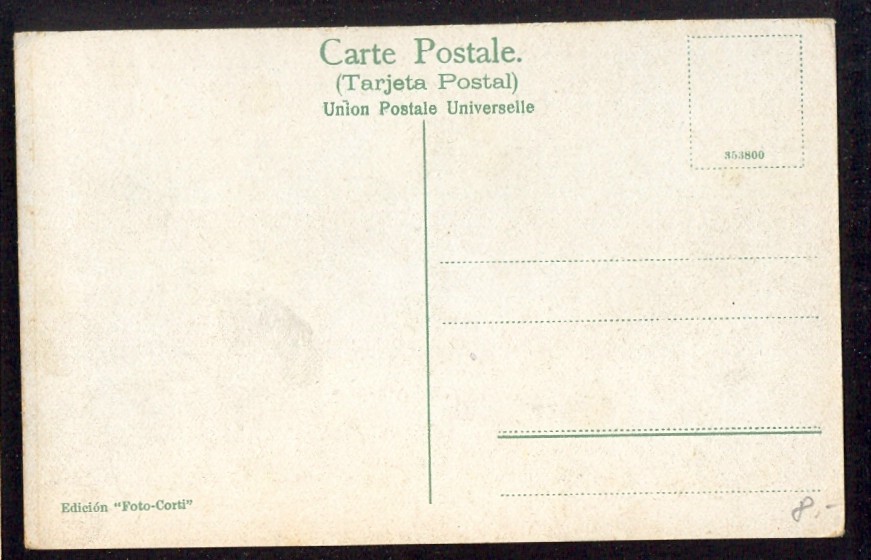 Carte Postale.
(Tarjeta Postal)
Union Postale Universelle
353800
Edición “Foto-Corti”
8,-